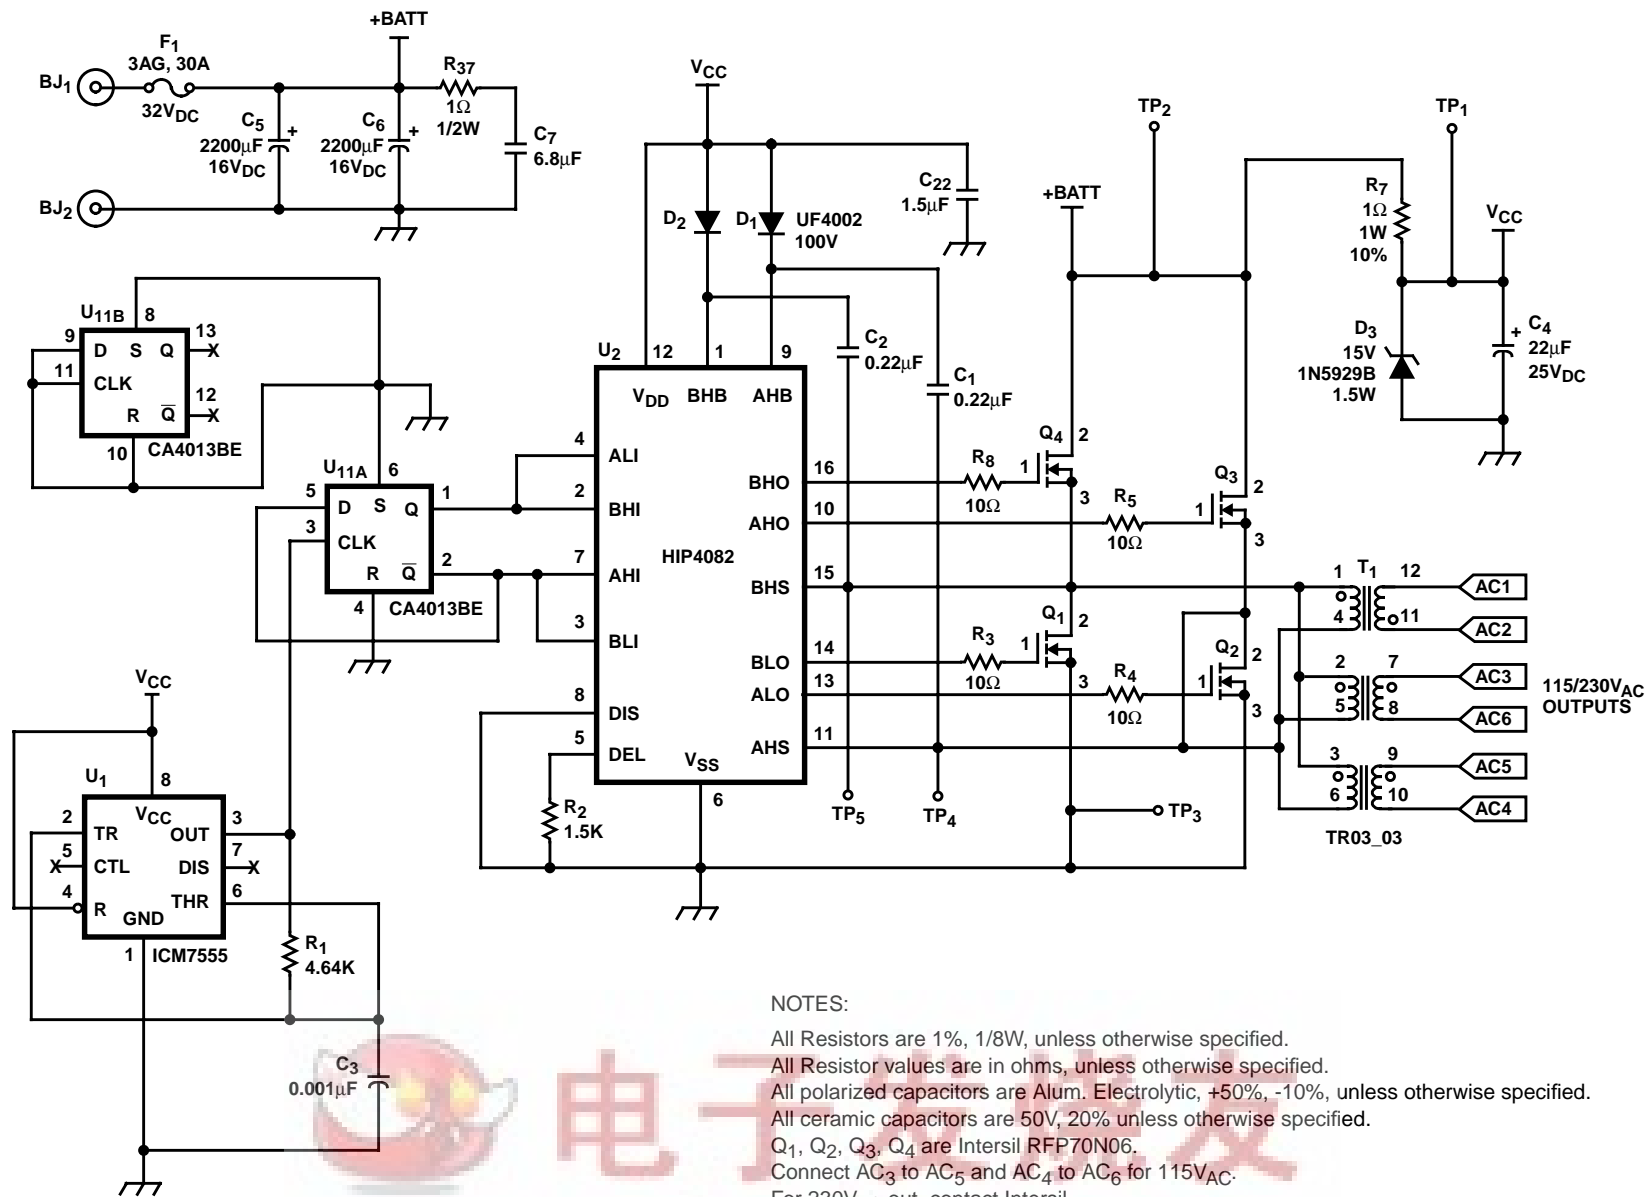 +BATT
F1
3AG, 30A
32VDC
BJ1
BJ2
C5
2200µF
16VDC
+
C6
2200µF
16VDC
+
R37
1Ω
1/2W
C7
6.8µF
VCC
D2
D1
UF4002
100V
C22
1.5µF
+BATT
TP2
TP1
R7
1Ω
1W
10%
VCC
D3
15V
1N5929B
1.5W
+
C4
22µF
25VDC
U11B
8
9
11
13
12
10
D S Q
CLK
R Q
X
X
CA4013BE
U11A
6
5
3
1
2
4
D S Q
CLK
R Q
CA4013BE
U2
12
1
9
VDD BHB AHB
C2
0.22µF
C1
0.22µF
4
ALI
2
BHI
7
AHI
3
BLI
8
DIS
5
DEL
HIP4082
VSS
6
BHO
16
AHO
10
BHS
15
BLO
14
ALO
13
AHS
11
R2
1.5K
R8
10Ω
R5
10Ω
R3
10Ω
R4
10Ω
Q4
1
2
3
Q3
1
2
3
Q1
1
2
3
Q2
1
2
3
TP5
TP4
TP3
T1
1
4
12
11
2
5
7
8
3
6
9
10
TR03_03
AC1
AC2
AC3
AC6
AC5
AC4
115/230VAC
OUTPUTS
VCC
U1
8
VCC
2
TR
5
X
CTL
4
R
OUT
3
DIS
7
X
THR
6
GND
1
ICM7555
R1
4.64K
C3
0.001µF
NOTES:
All Resistors are 1%, 1/8W, unless otherwise specified.
All Resistor values are in ohms, unless otherwise specified.
All polarized capacitors are Alum. Electrolytic, +50%, -10%, unless otherwise specified.
All ceramic capacitors are 50V, 20% unless otherwise specified.
Q1, Q2, Q3, Q4 are Intersil RFP70N06.
Connect AC3 to AC5 and AC4 to AC6 for 115VAC.
For 230V out, contact Intersil
电子发烧友